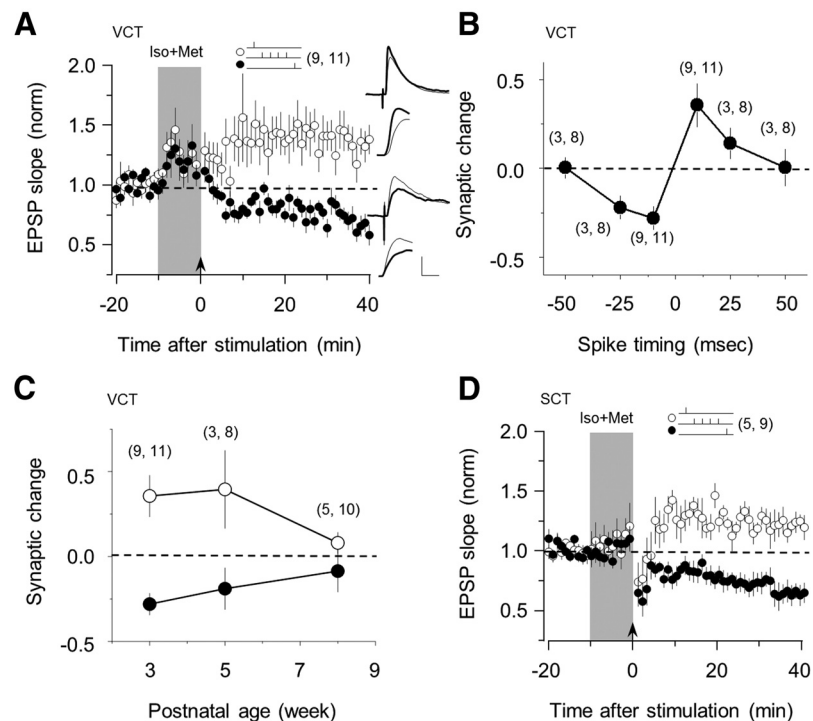 A
VCT
Iso+Met
(9, 11)
2.0
1.5
1.0
0.5
EPSP slope (norm)
-20
0
20
40
Time after stimulation (min)
B
VCT
0.5
0.0
-0.5
Synaptic change
(3, 8)
(3, 8)
(9, 11)
(9, 11)
(3, 8)
(3, 8)
-50
-25
0
25
50
Spike timing (msec)
C
VCT
0.5
0.0
-0.5
Synaptic change
(9, 11)
(3, 8)
(5, 10)
3
5
7
9
Postnatal age (week)
D
SCT
Iso+Met
(5, 9)
2.0
1.5
1.0
0.5
EPSP slope (norm)
-20
0
20
40
Time after stimulation (min)